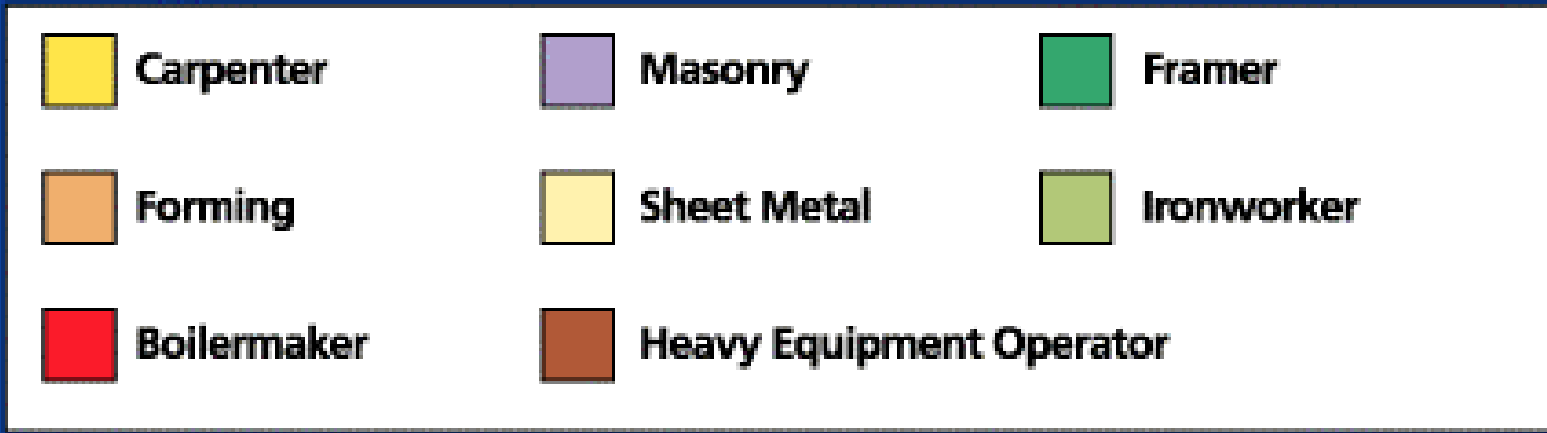 Carpenter Masonry Framer
Forming Sheet Metal Ironworker
Boilermaker Heavy Equipment Operator